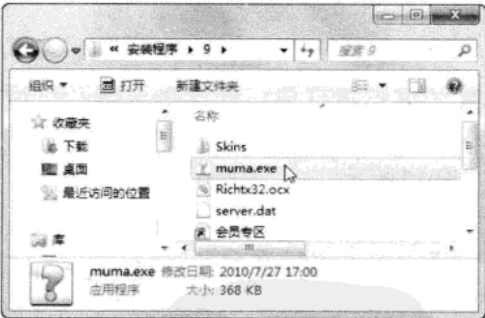 « 安装程序 ▸ 9 ▸
搜索 9
组织 打开 新建文件夹
收藏夹
下载
桌面
最近访问的位置
库
名称
Skins
muma.exe
Richtx32.ocx
server.dat
会员专区
muma.exe 修改日期: 2010/7/27 17:00
应用程序 大小: 368 KB